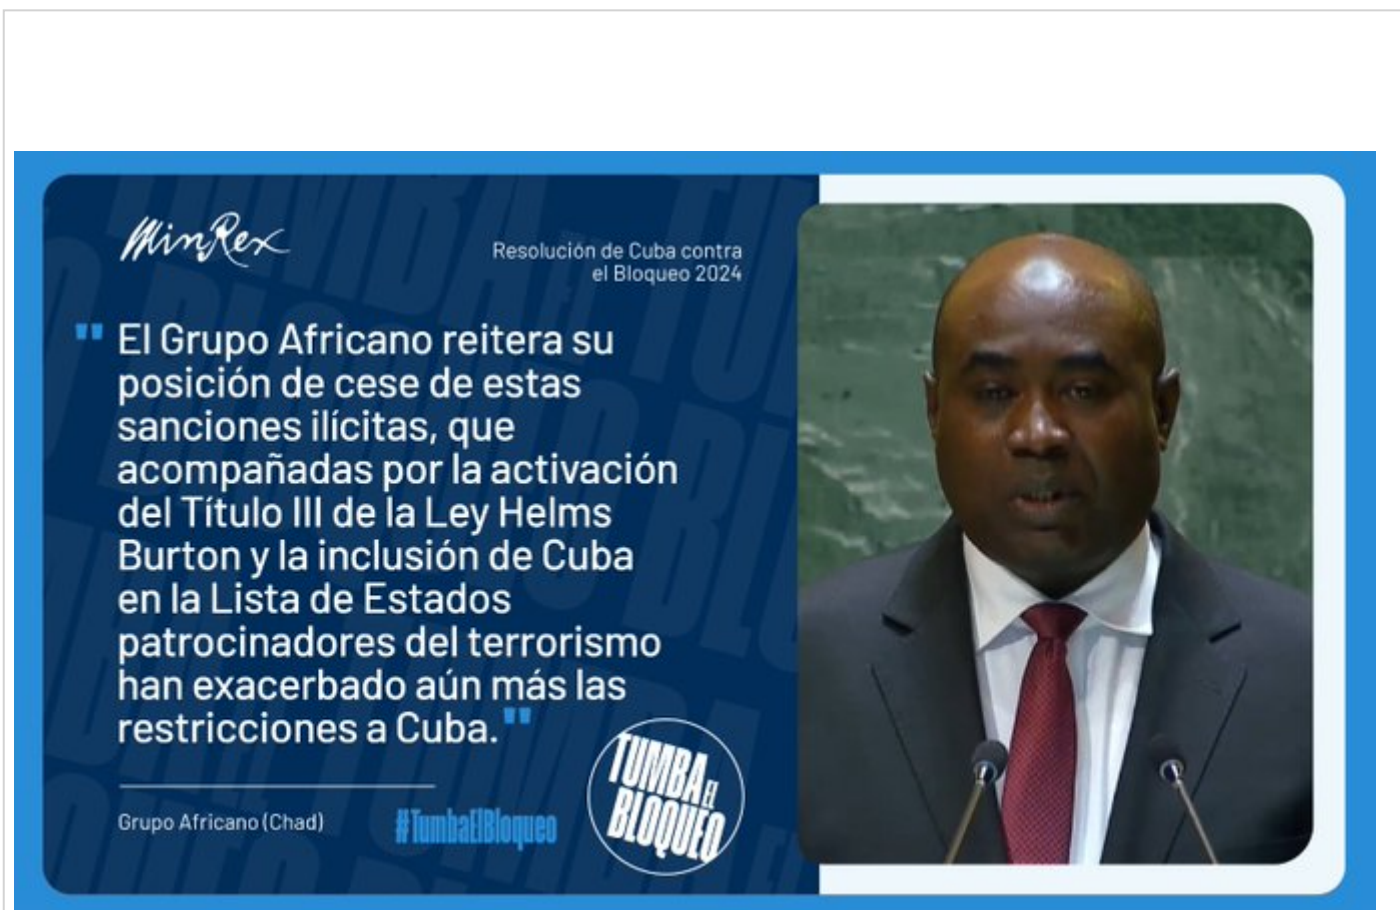 MinRex
Resolución de Cuba contra
el Bloqueo 2024
" El Grupo Africano reitera su
posición de cese de estas
sanciones ilícitas, que
acompañadas por la activación
del Título III de la Ley Helms
Burton y la inclusión de Cuba
en la Lista de Estados
patrocinadores del terrorismo
han exacerbado aún más las
restricciones a Cuba. "
Grupo Africano (Chad)
#TumbaElBloqueo
TUMBA EL
BLOQUEO